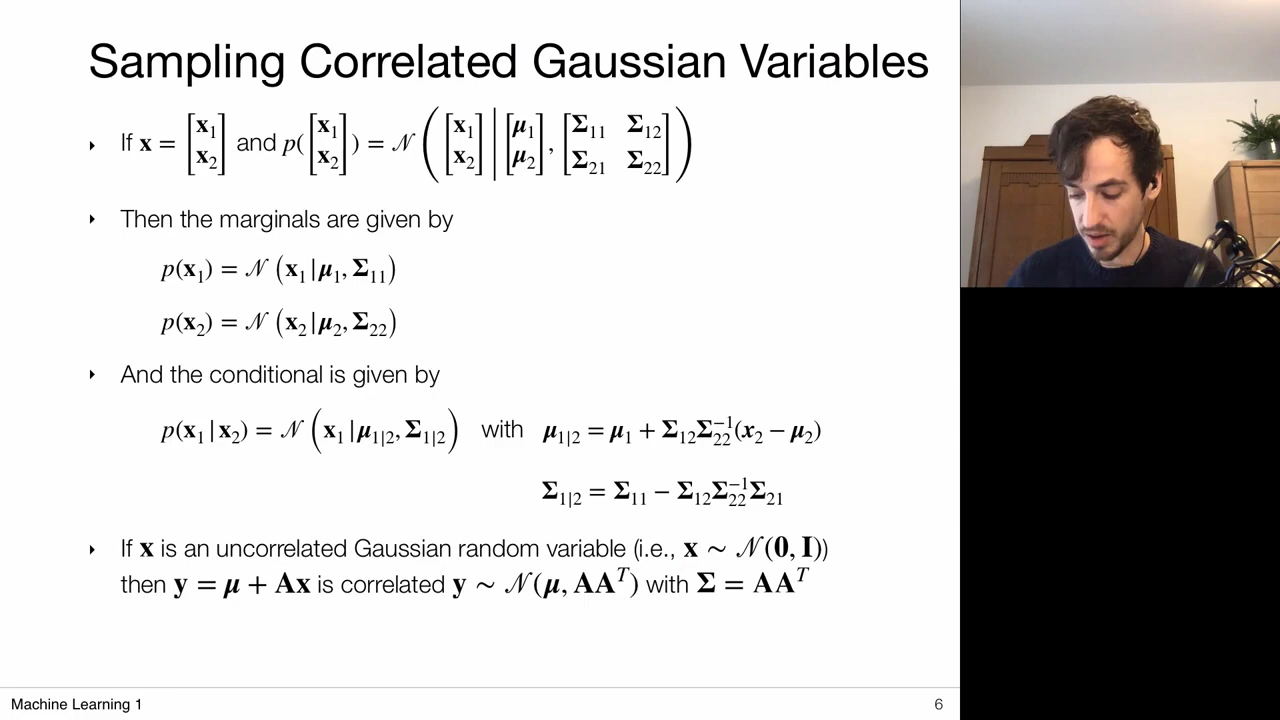 Sampling Correlated Gaussian Variables
‣ If 𝐱 = [𝐱₁ 𝐱₂] and p([𝐱₁ 𝐱₂]) = 𝒩([𝐱₁ 𝐱₂] | [𝝁₁ 𝝁₂], [𝚺₁₁ 𝚺₁₂ 𝚺₂₁ 𝚺₂₂])
‣ Then the marginals are given by
p(𝐱₁) = 𝒩(𝐱₁|𝝁₁, 𝚺₁₁)
p(𝐱₂) = 𝒩(𝐱₂|𝝁₂, 𝚺₂₂)
‣ And the conditional is given by
p(𝐱₁|𝐱₂) = 𝒩(𝐱₁|𝝁₁|₂, 𝚺₁|₂) with 𝝁₁|₂ = 𝝁₁ + 𝚺₁₂𝚺₂₂⁻¹(𝒙₂ − 𝝁₂)
𝚺₁|₂ = 𝚺₁₁ − 𝚺₁₂𝚺₂₂⁻¹𝚺₂₁
‣ If 𝐱 is an uncorrelated Gaussian random variable (i.e., 𝐱 ∼ 𝒩(𝟎, 𝐈))
then 𝐲 = 𝝁 + 𝐀𝐱 is correlated 𝐲 ∼ 𝒩(𝝁, 𝐀𝐀ᵀ) with 𝚺 = 𝐀𝐀ᵀ
Machine Learning 1
6